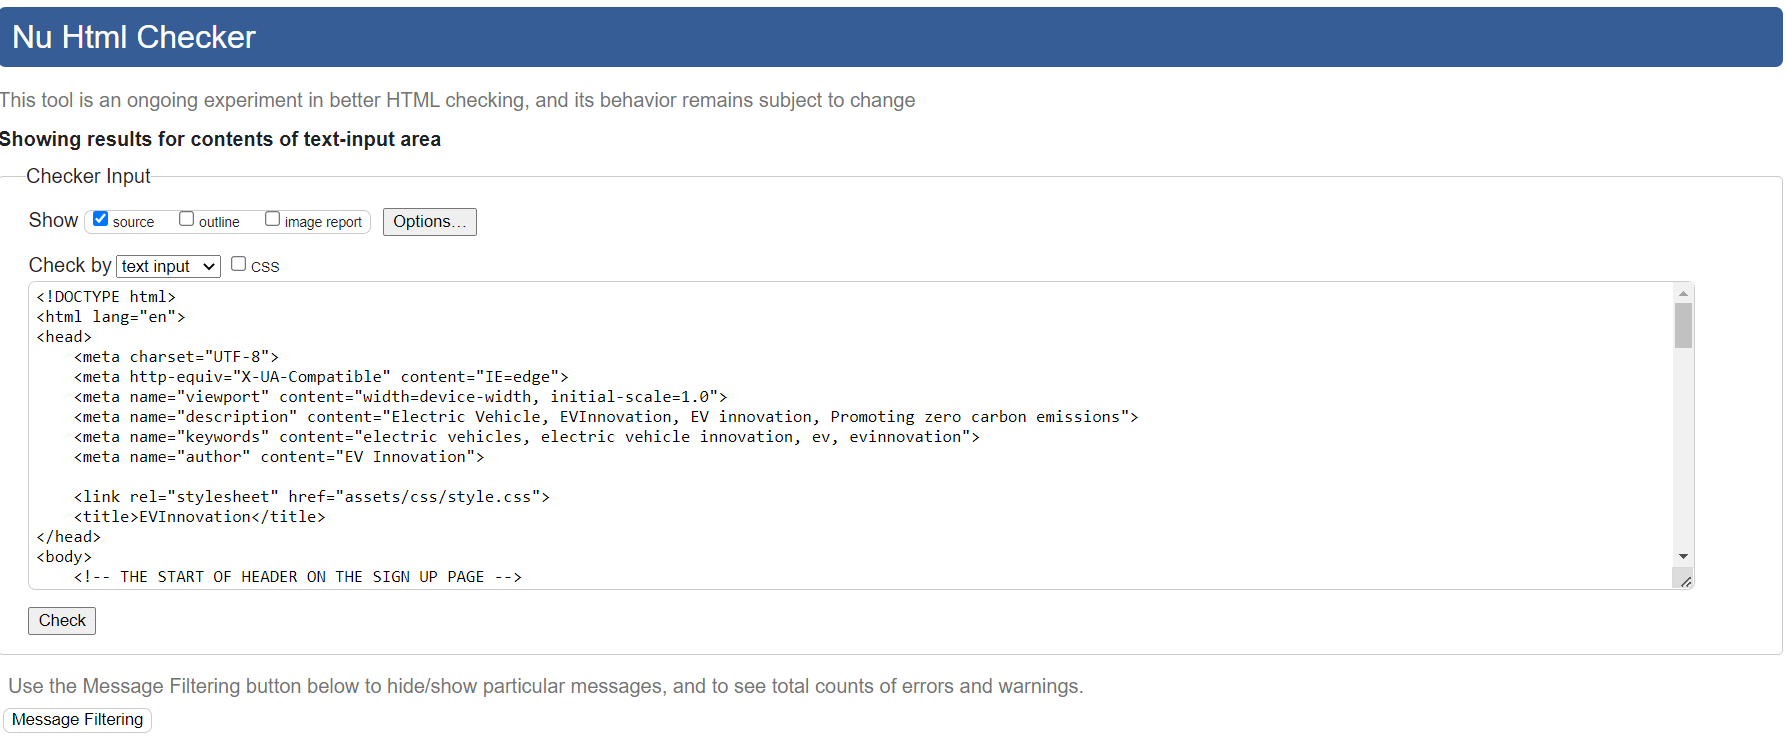 Nu Html Checker
This tool is an ongoing experiment in better HTML checking, and its behavior remains subject to change
Showing results for contents of text-input area
Checker Input
Show source outline image report Options...
Check by text input CSS
<!DOCTYPE html>
<html lang="en">
<head>
    <meta charset="UTF-8">
    <meta http-equiv="X-UA-Compatible" content="IE=edge">
    <meta name="viewport" content="width=device-width, initial-scale=1.0">
    <meta name="description" content="Electric Vehicle, EVInnovation, EV innovation, Promoting zero carbon emissions">
    <meta name="keywords" content="electric vehicles, electric vehicle innovation, ev, evinnovation">
    <meta name="author" content="EV Innovation">
    <link rel="stylesheet" href="assets/css/style.css">
    <title>EVInnovation</title>
</head>
<body>
    <!-- THE START OF HEADER ON THE SIGN UP PAGE -->
Check
Use the Message Filtering button below to hide/show particular messages, and to see total counts of errors and warnings.
Message Filtering